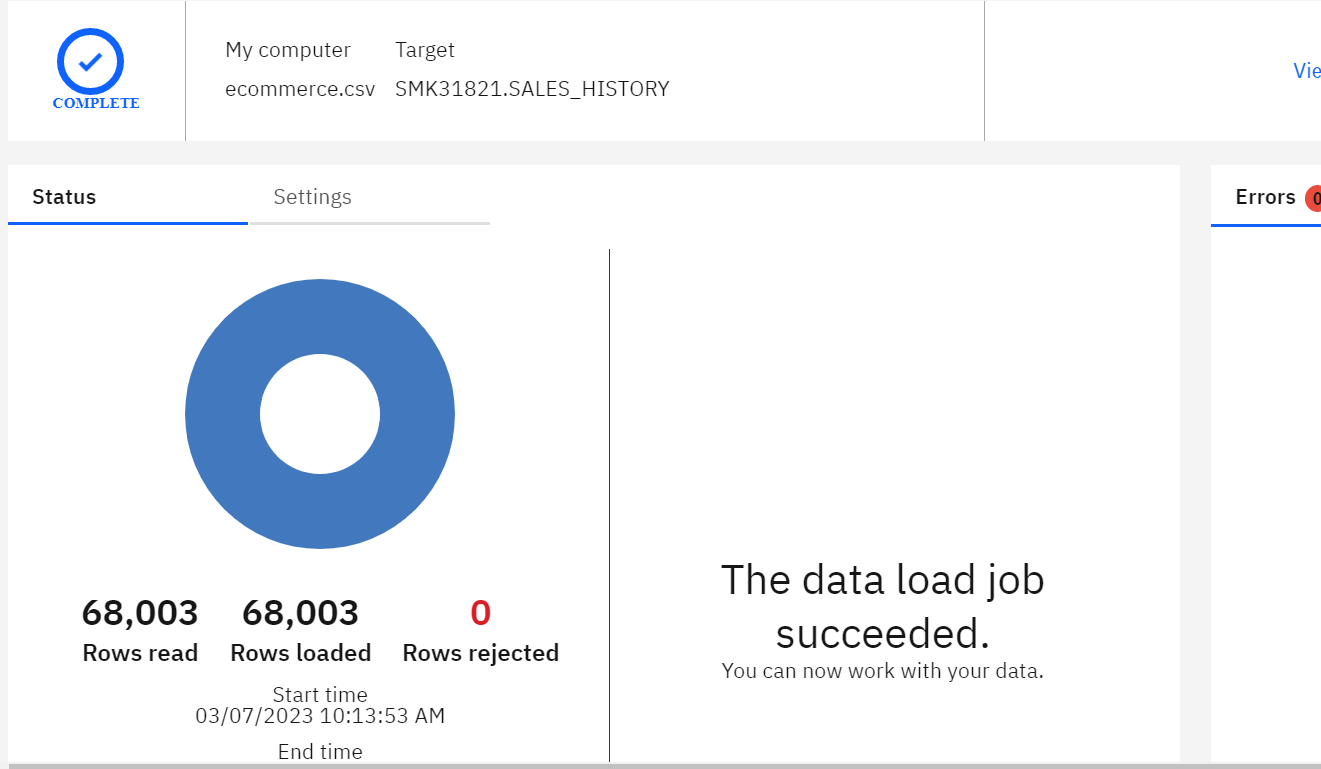 COMPLETE
My computer Target
ecommerce.csv SMK31821.SALES_HISTORY
Status Settings
Errors 0
68,003 68,003 0
Rows read Rows loaded Rows rejected
Start time
03/07/2023 10:13:53 AM
End time
The data load job
succeeded.
You can now work with your data.